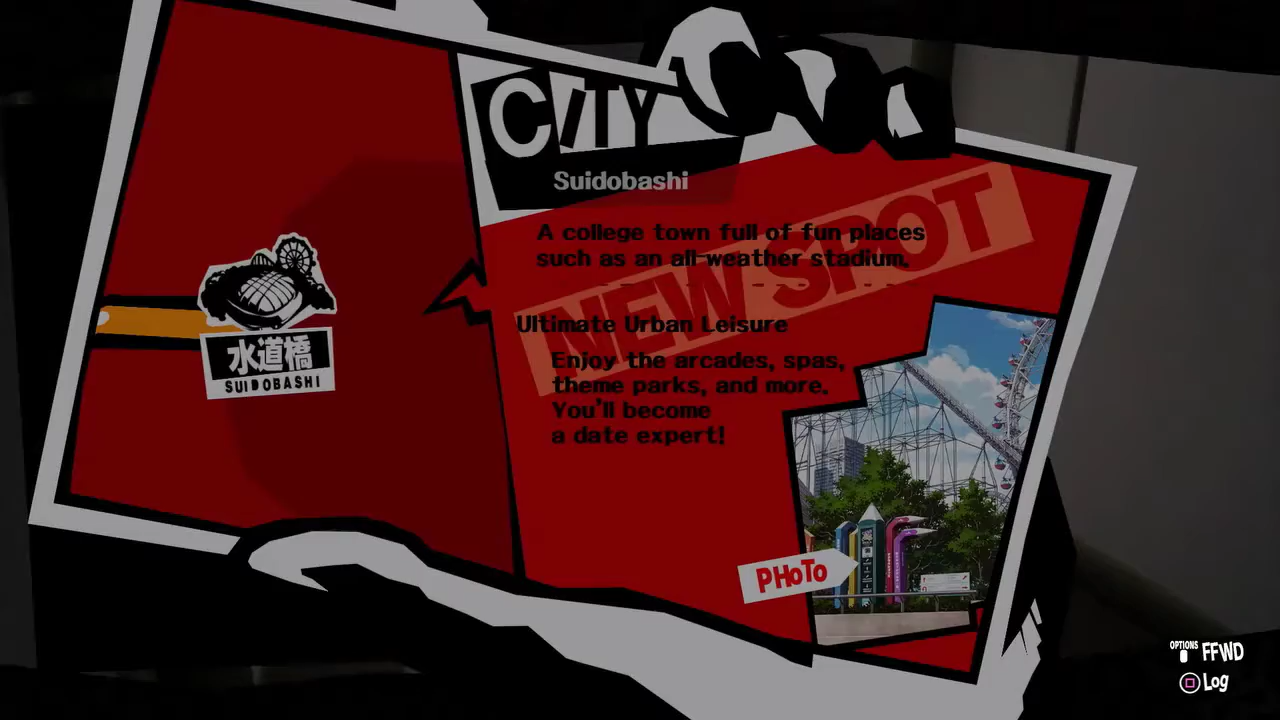 CITY
Suidobashi
NEW SPOT
A college town full of fun places
such as an all-weather stadium.
Ultimate Urban Leisure
Enjoy the arcades, spas,
theme parks, and more.
You'll become
a date expert!
水道橋
SUIDOBASHI
PHOTO
OPTIONS FFWD
Log